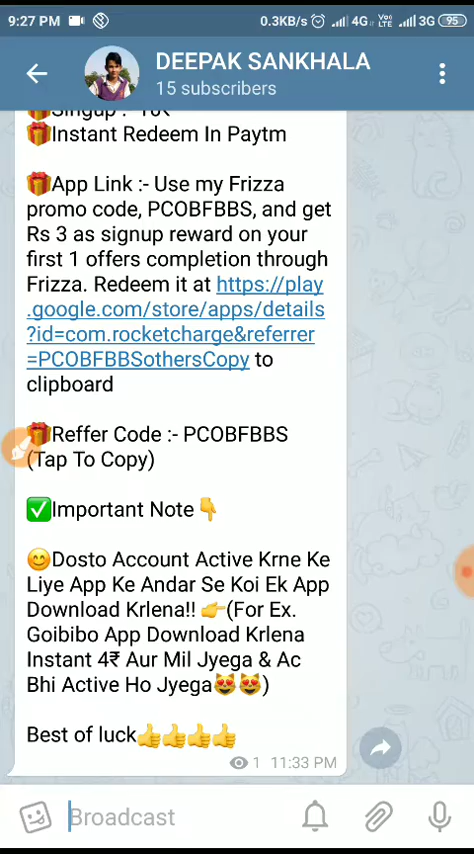 9:27 PM 0.3KB/s 4G VoLTE 3G 95
DEEPAK SANKHALA
15 subscribers
🎁Instant Redeem In Paytm
🎁App Link :- Use my Frizza
promo code, PCOBFBBS, and get
Rs 3 as signup reward on your
first 1 offers completion through
Frizza. Redeem it at https://play
.google.com/store/apps/details
?id=com.rocketcharge&referrer
=PCOBFBBSothersCopy to
clipboard
🎁Reffer Code :- PCOBFBBS
(Tap To Copy)
✅Important Note👇
😊Dosto Account Active Krne Ke
Liye App Ke Andar Se Koi Ek App
Download Krlena!! 👉(For Ex.
Goibibo App Download Krlena
Instant 4₹ Aur Mil Jyega & Ac
Bhi Active Ho Jyega😻😻)
Best of luck👍👍👍👍
1 11:33 PM
Broadcast